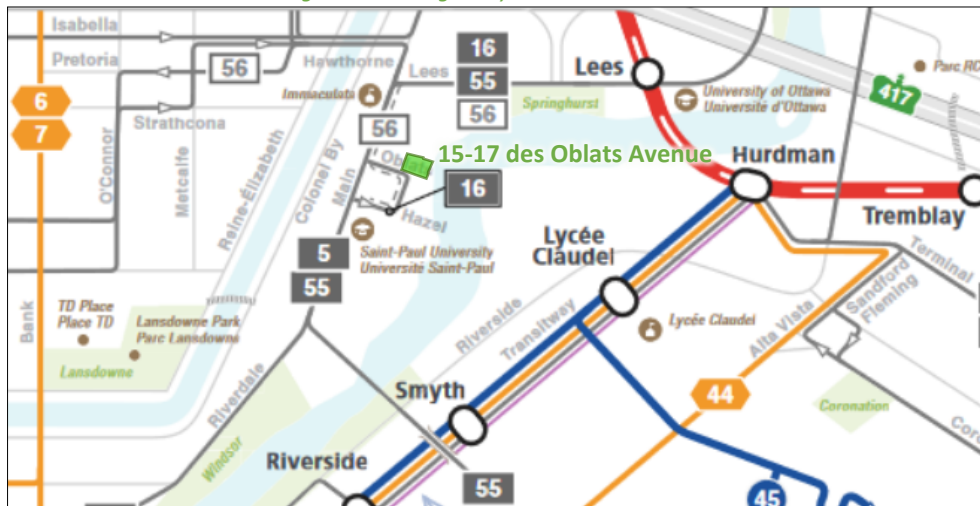 Isabella
Pretoria
56
Hawthorne
Lees
16
55
56
Lees
Parc RC
417
University of Ottawa
Université d'Ottawa
Immaculata
Springhurst
6
7
Strathcona
O'Connor
Metcalfe
Reine-Élizabeth
Colonel By
Main
56
Oblats
15-17 des Oblats Avenue
Hurdman
16
Hazel
Tremblay
Terminal
Saint-Paul University
Université Saint-Paul
5
55
Lycée
Claudel
Sandford
Fleming
TD Place
Place TD
Lansdowne Park
Parc Lansdowne
Bank
Lansdowne
Riverside
Transitway
Lycée Claudel
Alta Vista
Riverdale
Smyth
44
Coronation
Windsor
Riverside
55
45